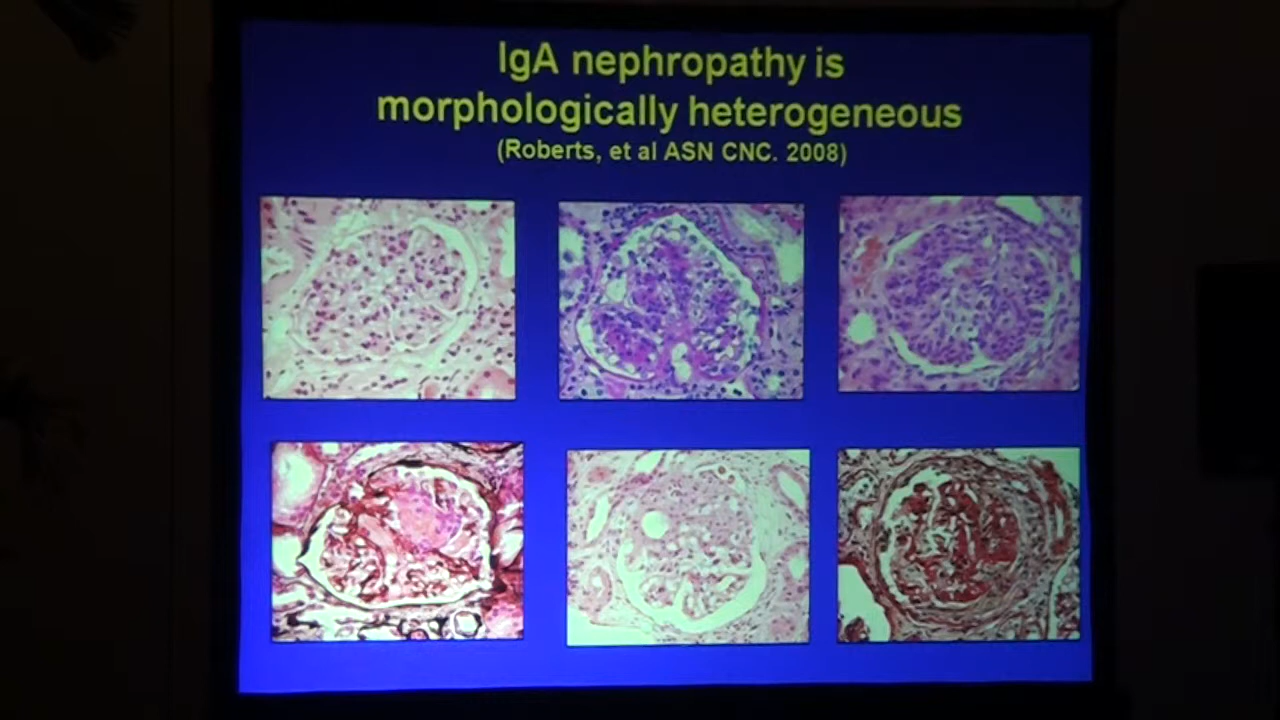 IgA nephropathy is
morphologically heterogeneous
(Roberts, et al ASN CNC. 2008)